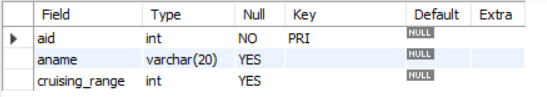 Field Type Null Key Default Extra
aid int NO PRI NULL
aname varchar(20) YES NULL
cruising_range int YES NULL